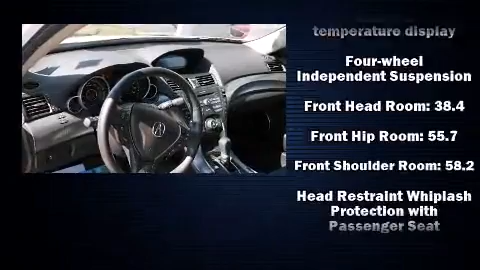 temperature display
Four-wheel
Independent Suspension
Front Head Room: 38.4
Front Hip Room: 55.7
Front Shoulder Room: 58.2
Head Restraint Whiplash
Protection with
Passenger Seat